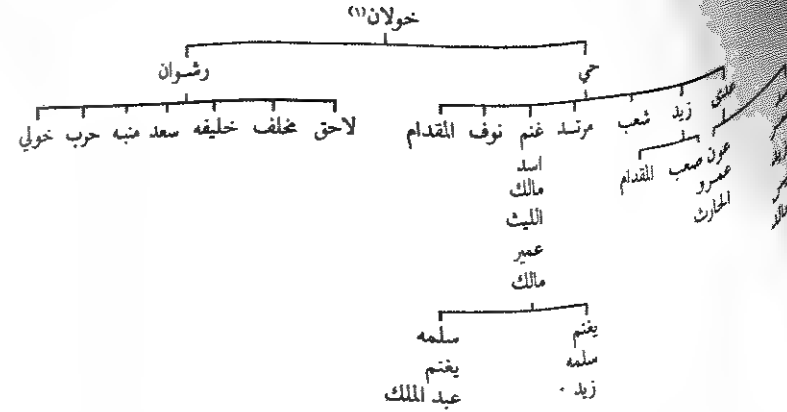 خولان(١)
حي رشوان
زيد شعب مرتد غنم نوف المقدام
لاحق مخلف خليفه سعد منبه حرب خولي
عون صعب المقدام
عمرو
الحارث
اسد
مالك
الليث
عمير
مالك
يغنم سلمه
سلمه يغنم
زيد . عبد الملك